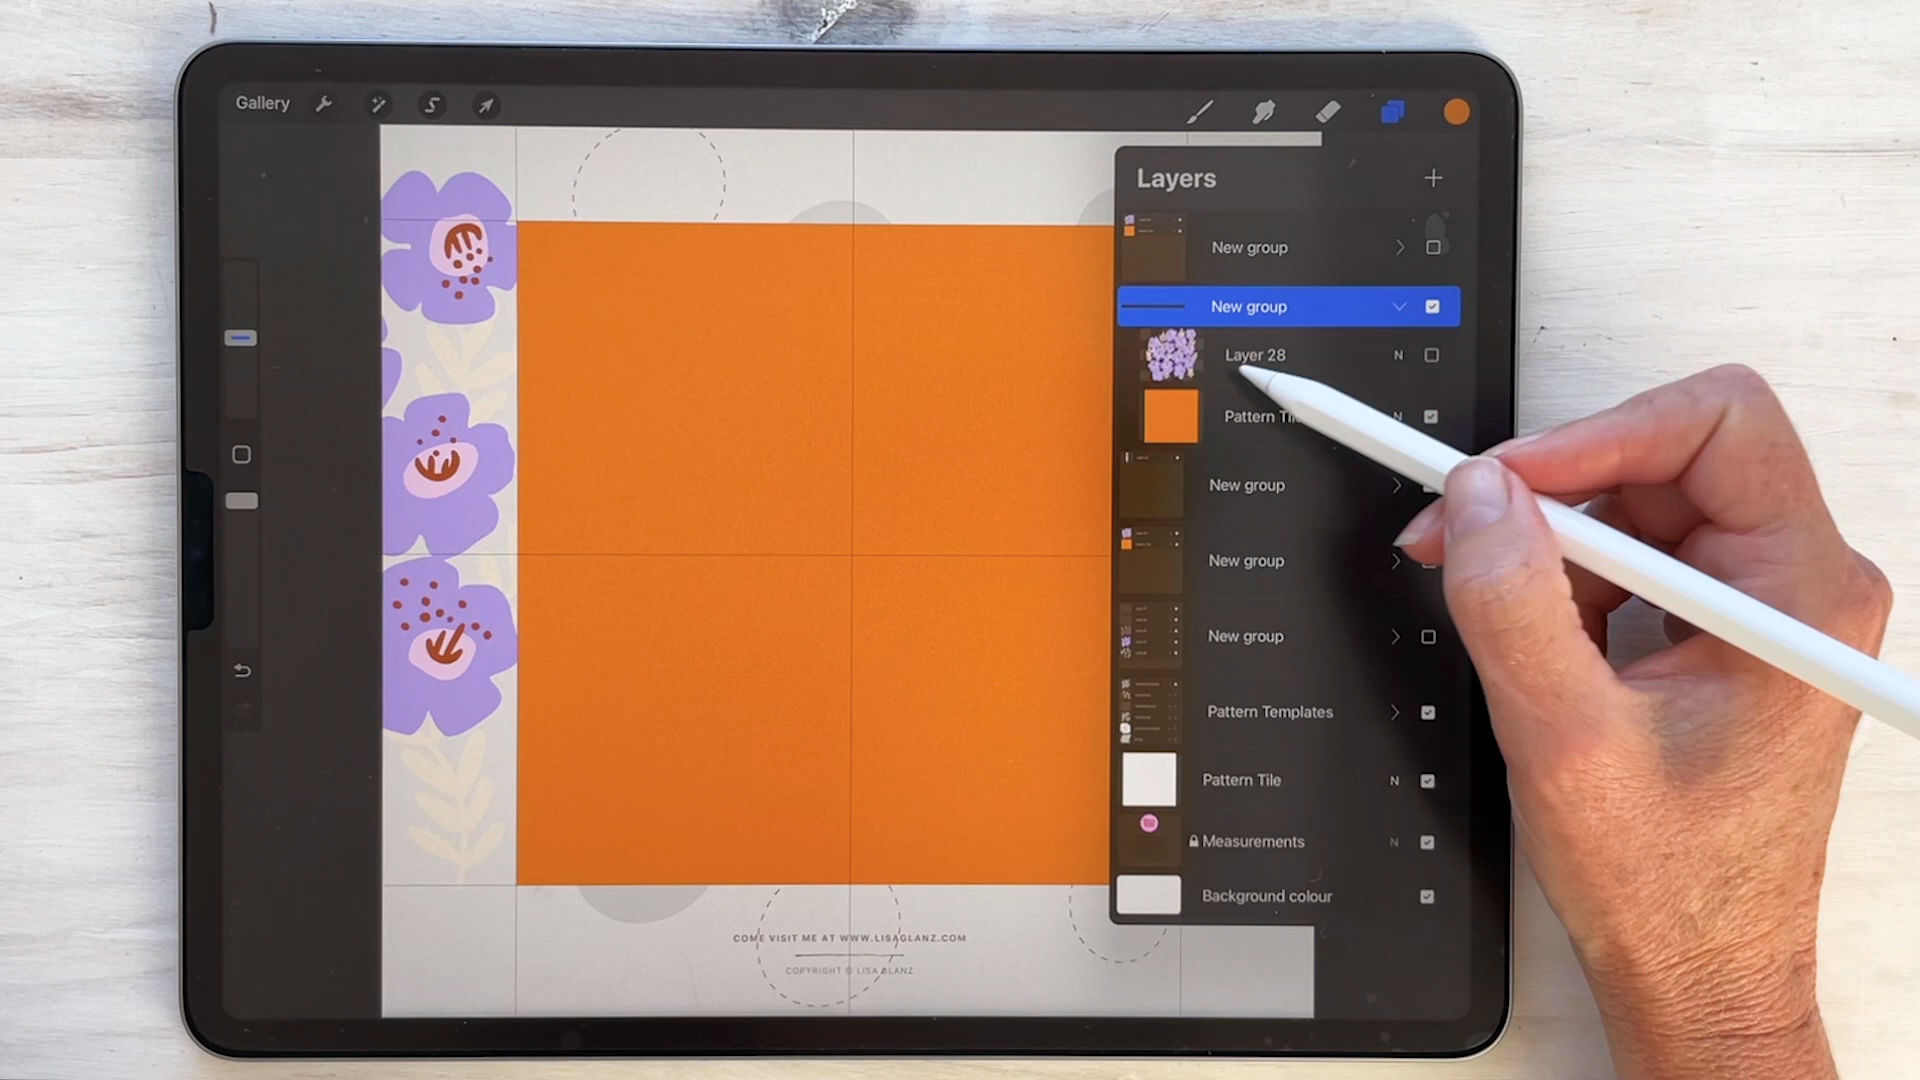 Gallery
Layers
New group
New group
Layer 28 N
Pattern N
New group
New group
New group
Pattern Templates
Pattern Tile N
Measurements N
Background colour
COME VISIT ME AT WWW.LISAGLANZ.COM
COPYRIGHT © LISA GLANZ